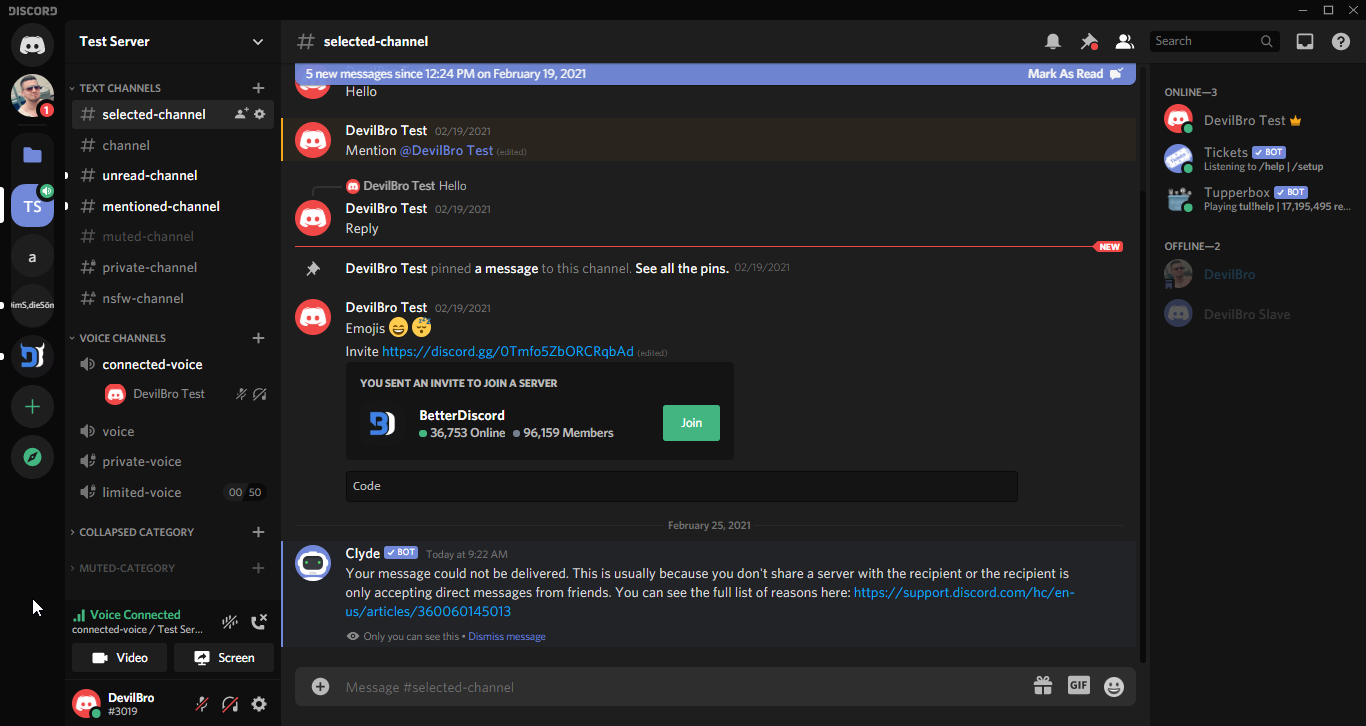 DISCORD
1
TS
a
Test Server
TEXT CHANNELS
selected-channel
channel
unread-channel
mentioned-channel
muted-channel
private-channel
nsfw-channel
VOICE CHANNELS
connected-voice
DevilBro Test
voice
private-voice
limited-voice 00 50
COLLAPSED CATEGORY
MUTED-CATEGORY
Voice Connected
connected-voice / Test Ser...
Video Screen
DevilBro
#3019
selected-channel
Search
5 new messages since 12:24 PM on February 19, 2021 Mark As Read
Hello
DevilBro Test 02/19/2021
Mention @DevilBro Test (edited)
DevilBro Test Hello
DevilBro Test 02/19/2021
Reply
NEW
DevilBro Test pinned a message to this channel. See all the pins. 02/19/2021
DevilBro Test 02/19/2021
Emojis 😄 😴
Invite https://discord.gg/0Tmfo5ZbORCRqbAd (edited)
YOU SENT AN INVITE TO JOIN A SERVER
BetterDiscord
36,753 Online 96,159 Members
Join
Code
February 25, 2021
Clyde BOT Today at 9:22 AM
Your message could not be delivered. This is usually because you don't share a server with the recipient or the recipient is
only accepting direct messages from friends. You can see the full list of reasons here: https://support.discord.com/hc/en-
us/articles/360060145013
Only you can see this • Dismiss message
Message #selected-channel
GIF
ONLINE—3
DevilBro Test
Tickets BOT
Listening to /help | /setup
Tupperbox BOT
Playing tul!help | 17,195,495 re...
OFFLINE—2
DevilBro
DevilBro Slave